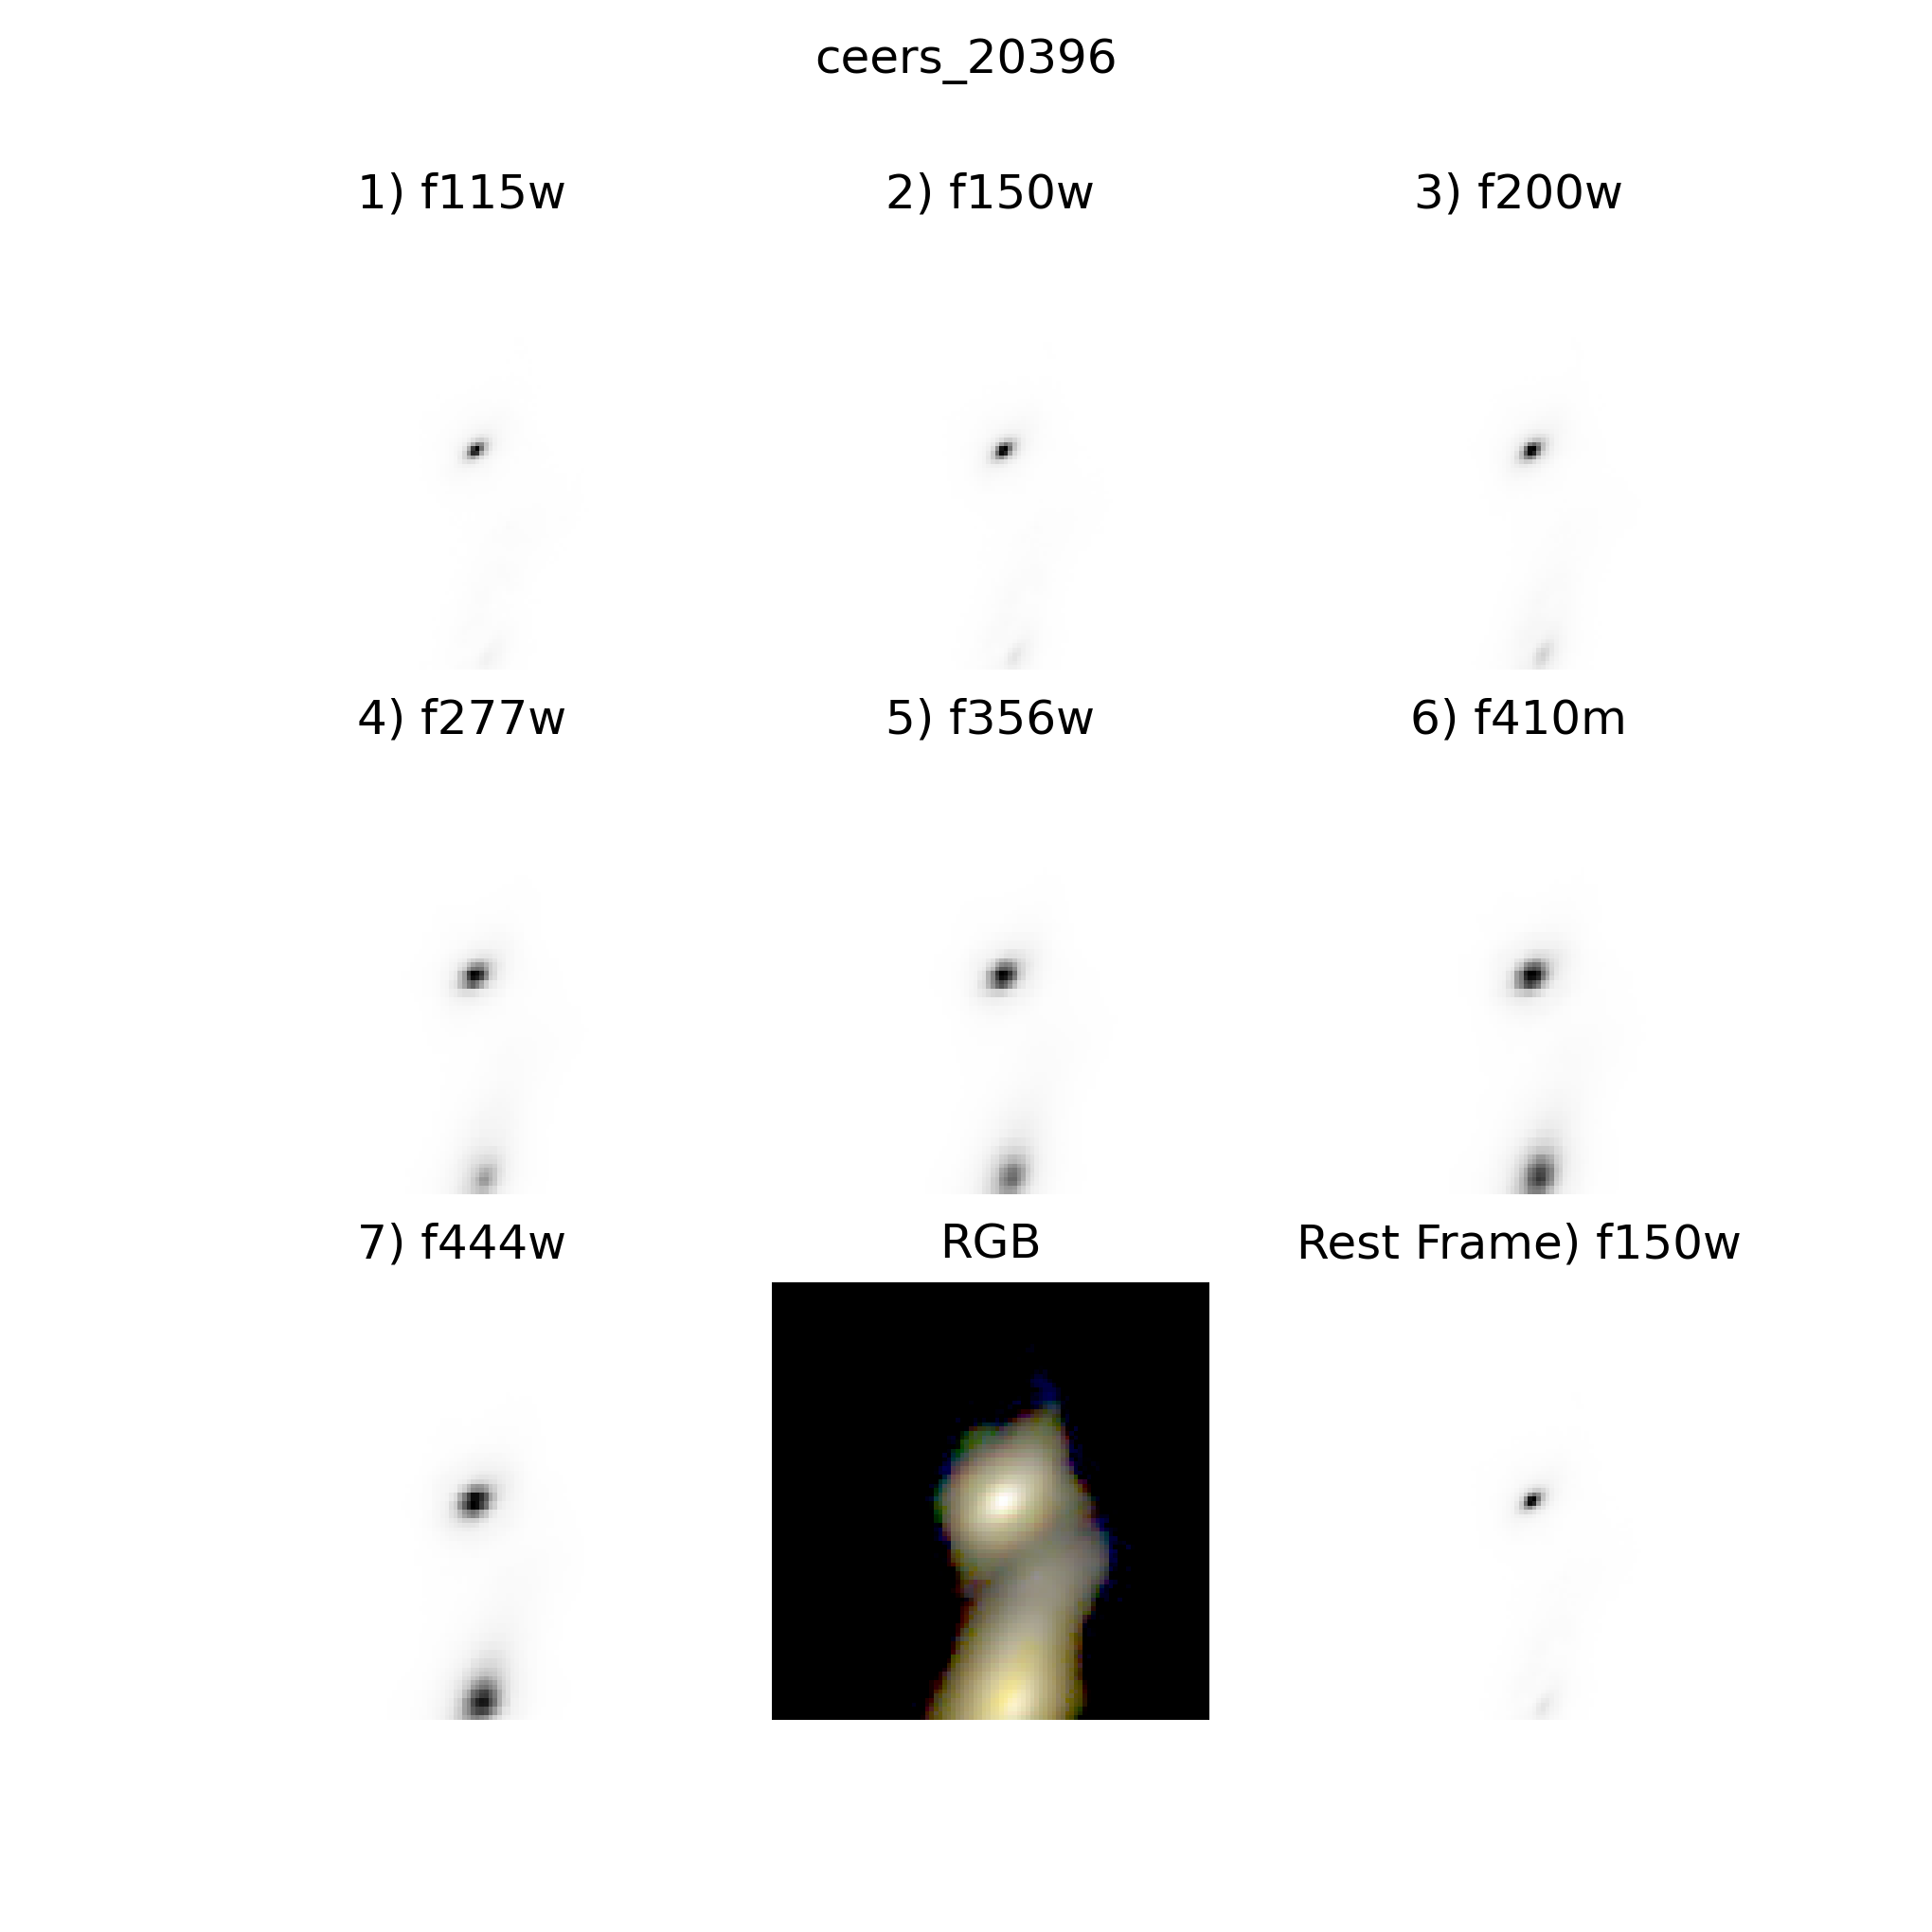 ceers_20396
1) f115w
2) f150w
3) f200w
4) f277w
5) f356w
6) f410m
7) f444w
RGB
Rest Frame) f150w